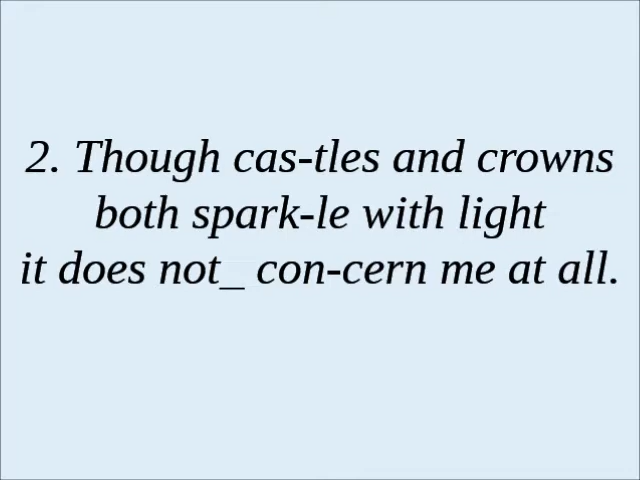 2. Though cas-tles and crowns
both spark-le with light
it does not_ con-cern me at all.